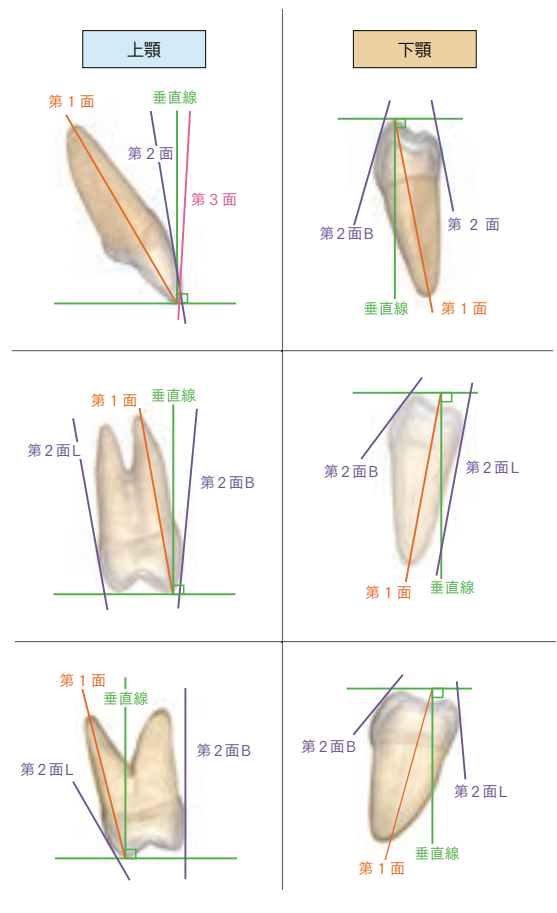 上顎
下顎
第1面
垂直線
第2面
第3面
第2面B
第2面
垂直線
第1面
第1面
垂直線
第2面L
第2面B
第2面B
第2面L
第1面
垂直線
第1面
垂直線
第2面B
第2面L
第2面B
第2面L
垂直線
第1面